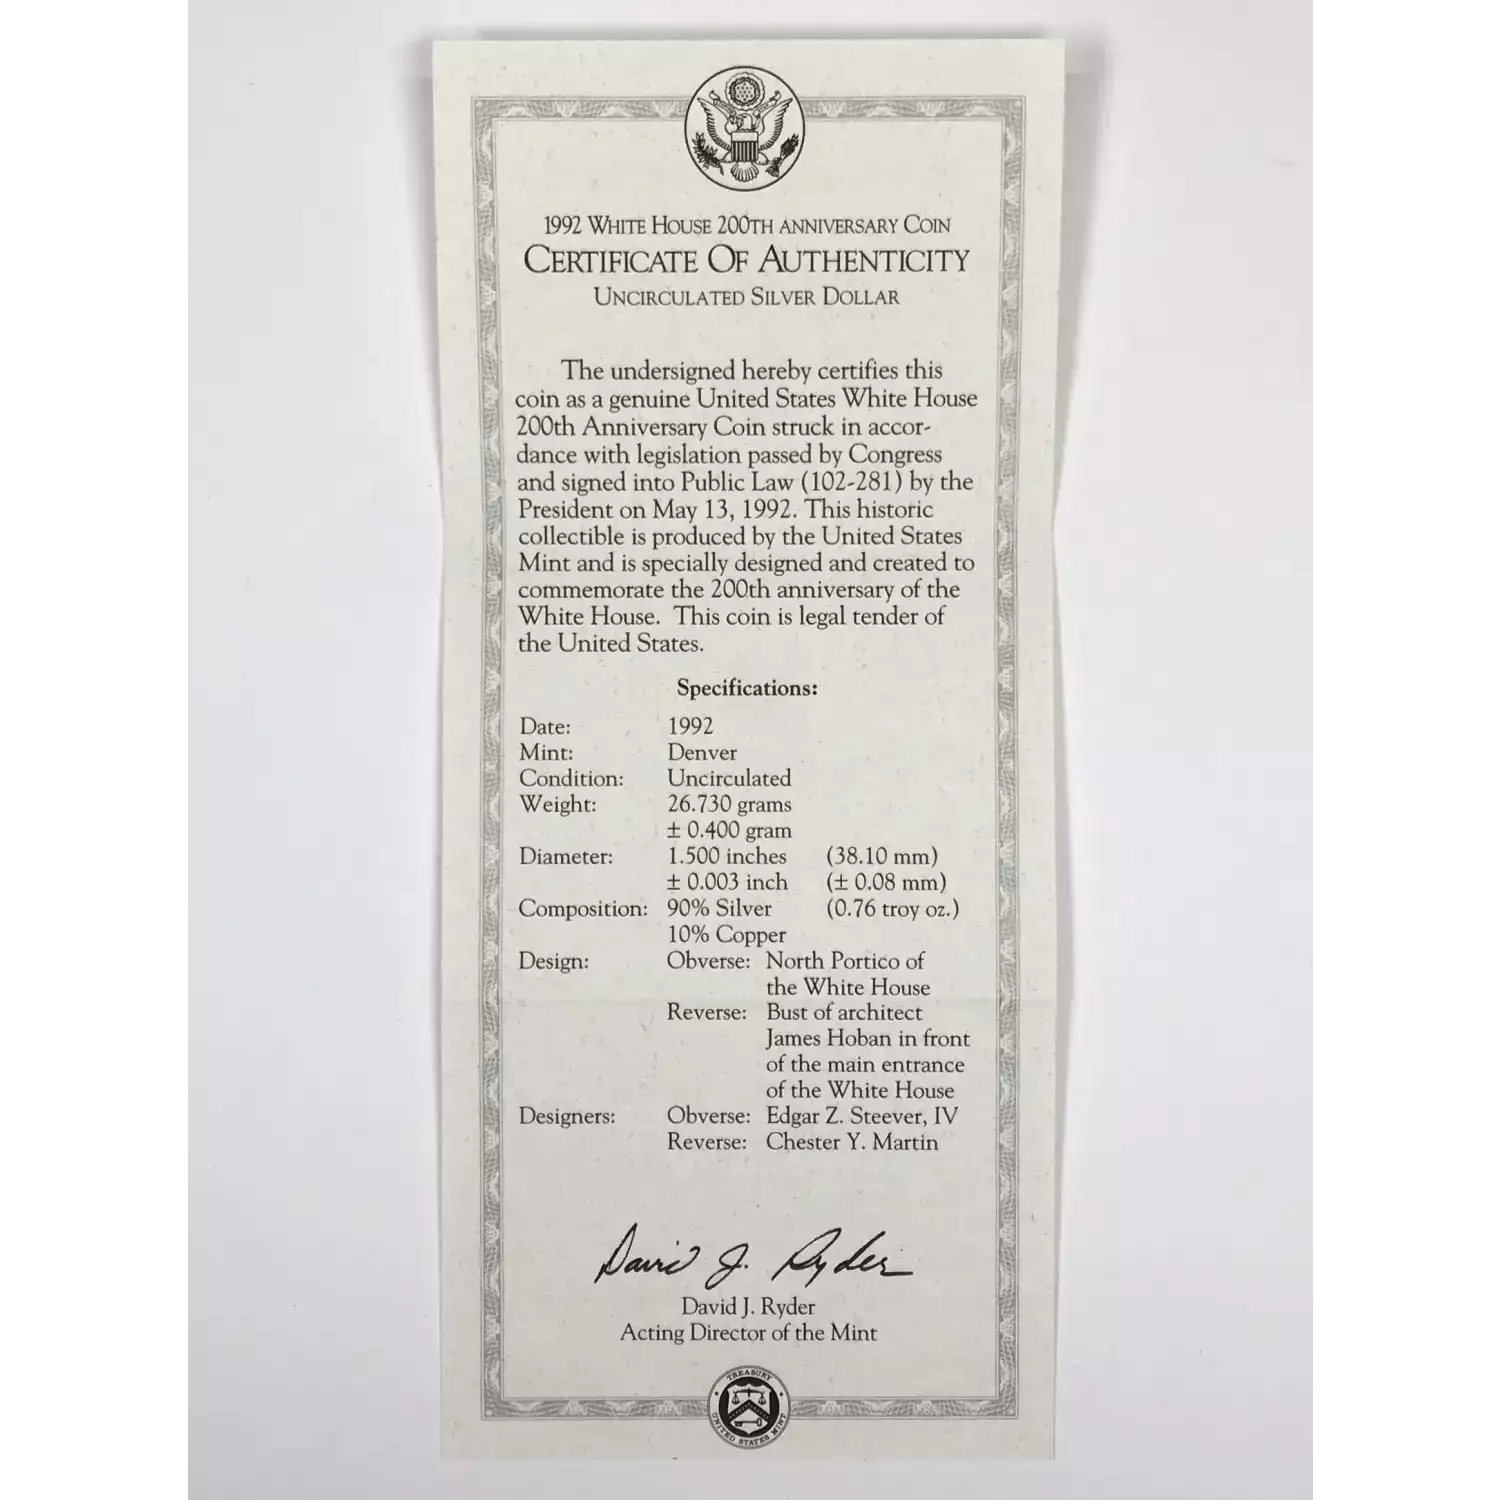 1992 WHITE HOUSE 200TH ANNIVERSARY COIN
CERTIFICATE OF AUTHENTICITY
UNCIRCULATED SILVER DOLLAR
The undersigned hereby certifies this
coin as a genuine United States White House
200th Anniversary Coin struck in accor-
dance with legislation passed by Congress
and signed into Public Law (102-281) by the
President on May 13, 1992. This historic
collectible is produced by the United States
Mint and is specially designed and created to
commemorate the 200th anniversary of the
White House. This coin is legal tender of
the United States.
Specifications:
Date: 1992
Mint: Denver
Condition: Uncirculated
Weight: 26.730 grams
± 0.400 gram
Diameter: 1.500 inches (38.10 mm)
± 0.003 inch (± 0.08 mm)
Composition: 90% Silver (0.76 troy oz.)
10% Copper
Design: Obverse: North Portico of
the White House
Reverse: Bust of architect
James Hoban in front
of the main entrance
of the White House
Designers: Obverse: Edgar Z. Steever, IV
Reverse: Chester Y. Martin
David J. Ryder
David J. Ryder
Acting Director of the Mint
TREASURY
UNITED STATES MINT